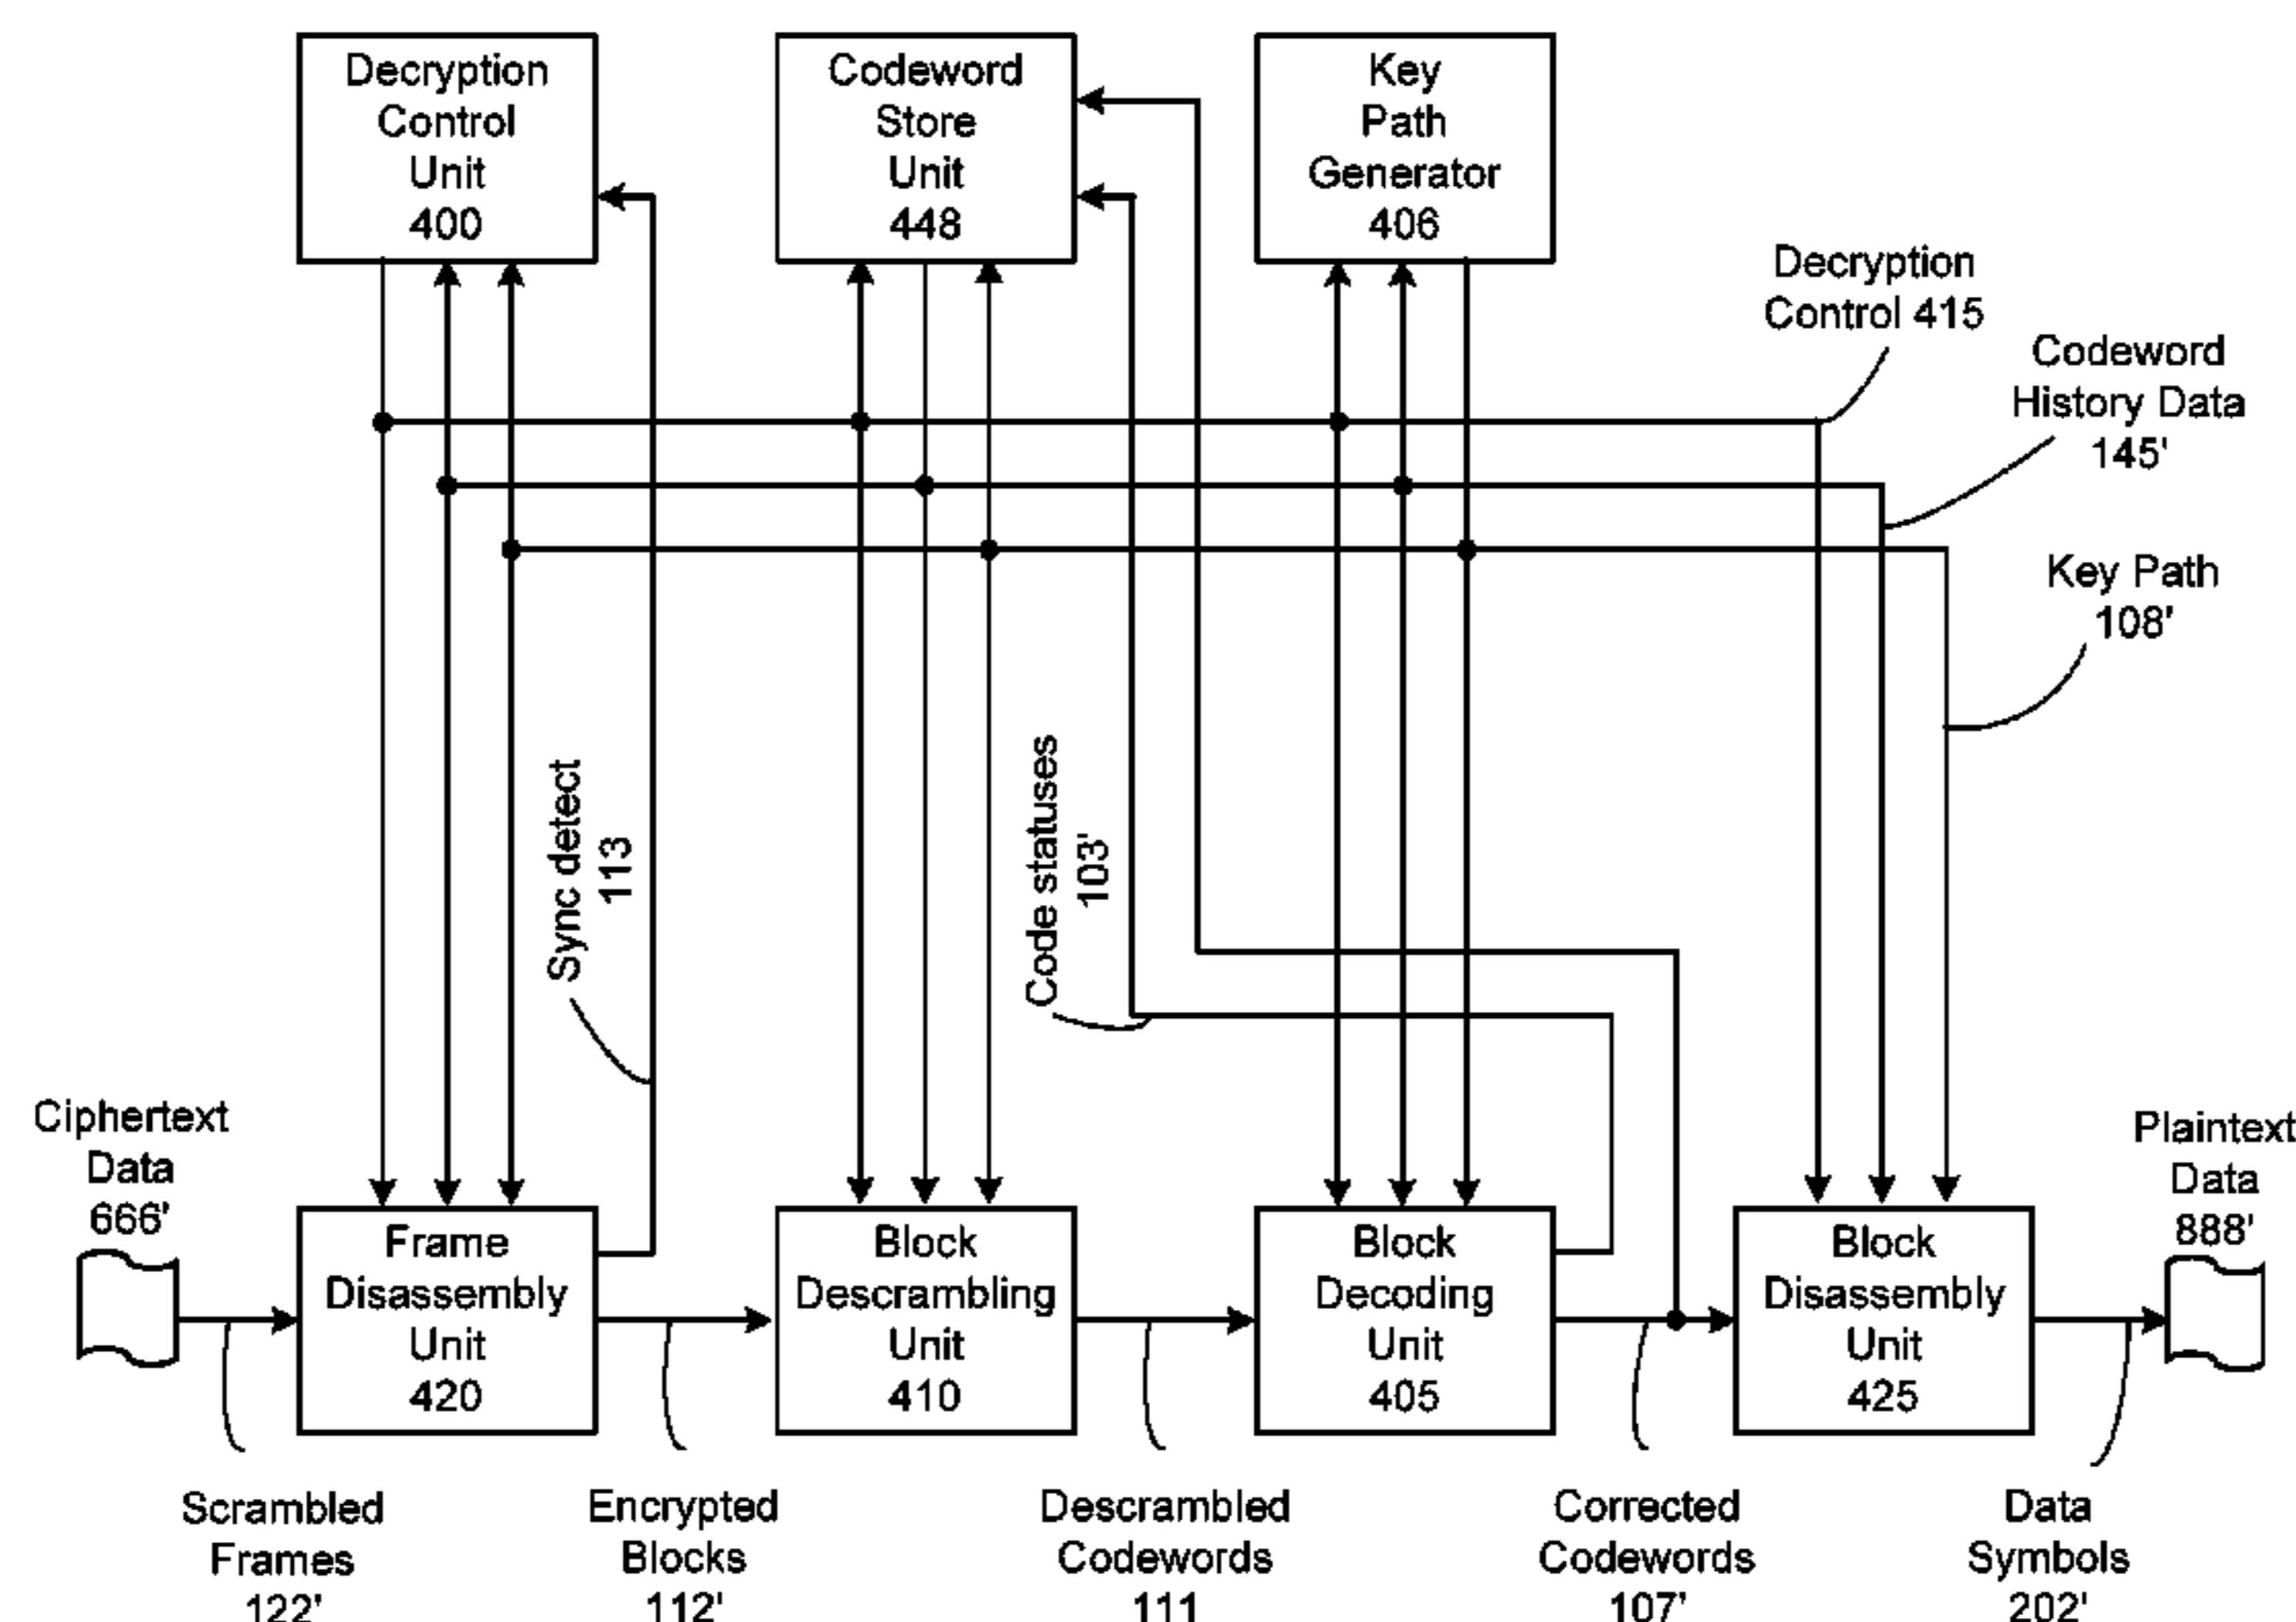 Decryption
Control
Unit
400
Codeword
Store
Unit
448
Key
Path
Generator
406
Decryption
Control 415
Codeword
History Data
145'
Key Path
108'
Sync detect
113
Code statuses
103'
Ciphertext
Data
666'
Plaintext
Data
888'
Frame
Disassembly
Unit
420
Block
Descrambling
Unit
410
Block
Decoding
Unit
405
Block
Disassembly
Unit
425
Scrambled
Frames
122'
Encrypted
Blocks
112'
Descrambled
Codewords
111
Corrected
Codewords
107'
Data
Symbols
202'